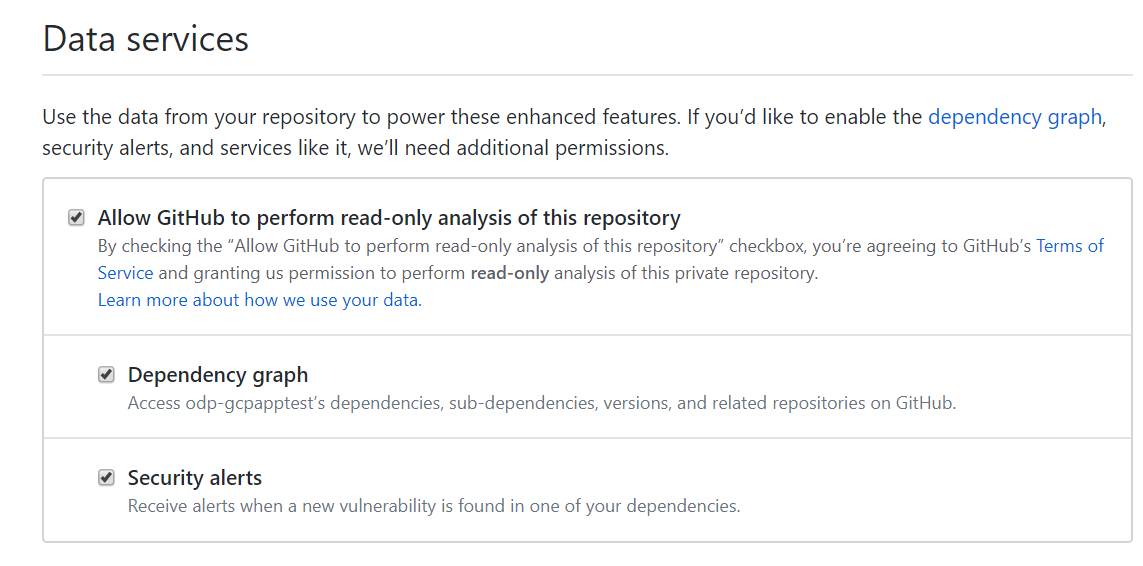 Data services
Use the data from your repository to power these enhanced features. If you’d like to enable the dependency graph,
security alerts, and services like it, we’ll need additional permissions.
Allow GitHub to perform read-only analysis of this repository
By checking the “Allow GitHub to perform read-only analysis of this repository” checkbox, you’re agreeing to GitHub’s Terms of
Service and granting us permission to perform read-only analysis of this private repository.
Learn more about how we use your data.
Dependency graph
Access odp-gcpapptest’s dependencies, sub-dependencies, versions, and related repositories on GitHub.
Security alerts
Receive alerts when a new vulnerability is found in one of your dependencies.